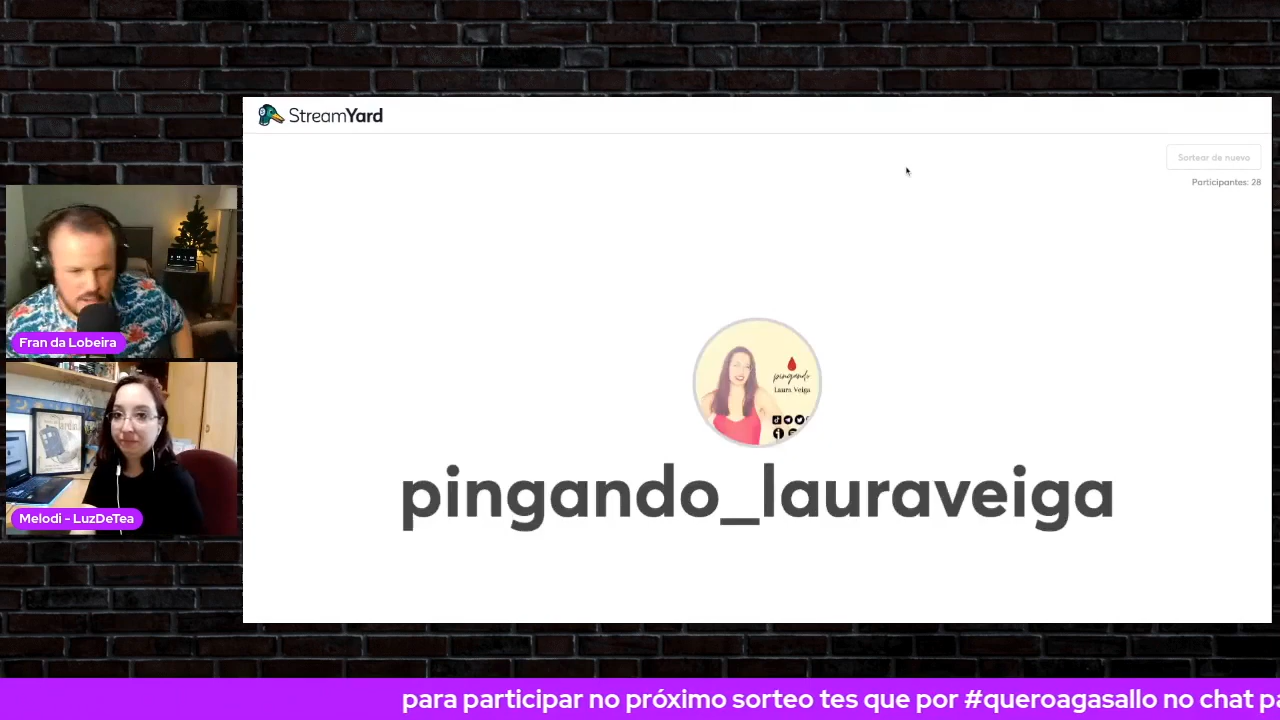 StreamYard
Sortear de nuevo
Participantes: 28
pingando
Laura Veiga
pingando_lauraveiga
Fran da Lobeira
Melodi - LuzDeTea
para participar no próximo sorteo tes que por #queroagasallo no chat pa